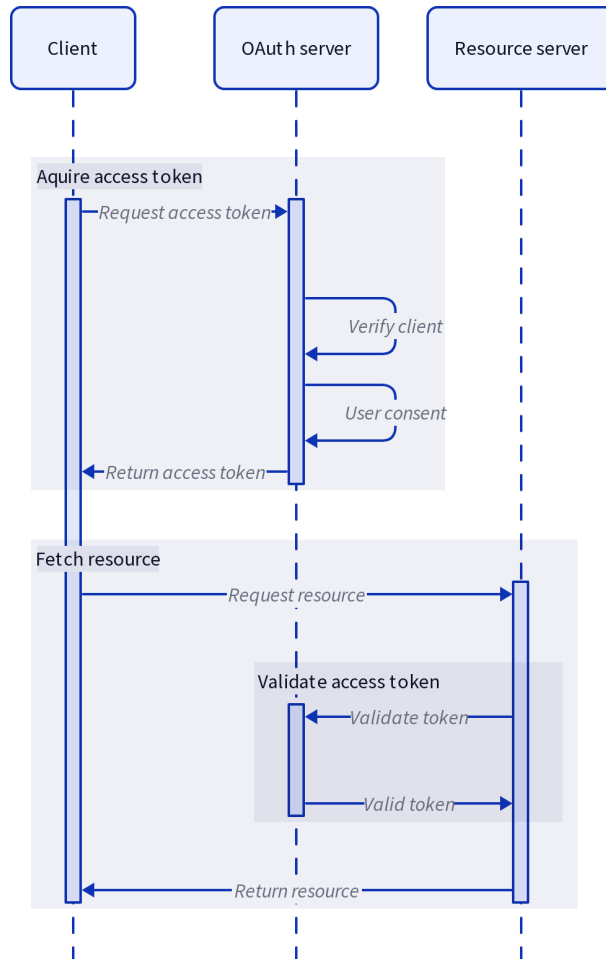 Client
OAuth server
Resource server
Aquire access token
Request access token
Verify client
User consent
Return access token
Fetch resource
Request resource
Validate access token
Validate token
Valid token
Return resource